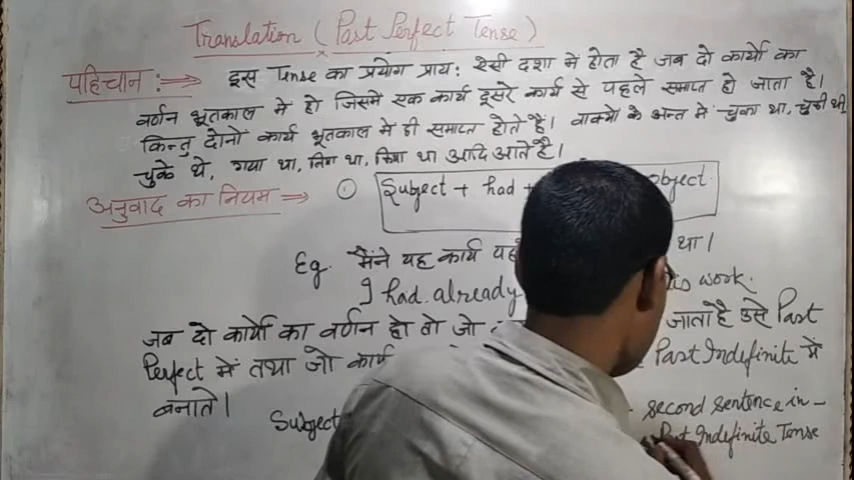 Translation (Past Perfect Tense)
पहिचान :⇒ इस Tense का प्रयोग प्राय: ऐसी दशा में होता है जब दो कार्यो का
वर्णन भूतकाल में हो जिसमें एक कार्य दूसरे कार्य से पहले समाप्त हो जाता है।
किन्तु दोनो कार्य भूतकाल में ही समाप्त होते हैं। वाक्यो के अन्त में चुका था, चुकी थी,
चुके थे, गया था, लिया था, किया था आदि आते है।
अनुवाद का नियम ⇒ ① Subject + had + object.
Eg. मैंने यह कार्य था।
I had already this work.
जब दो कार्यो का वर्णन हो तो जो जाता है उसे Past
Perfect में तथा जो कार्य Past Indefinite में
बनाते।
Subject second sentence in -
Past Indefinite Tense